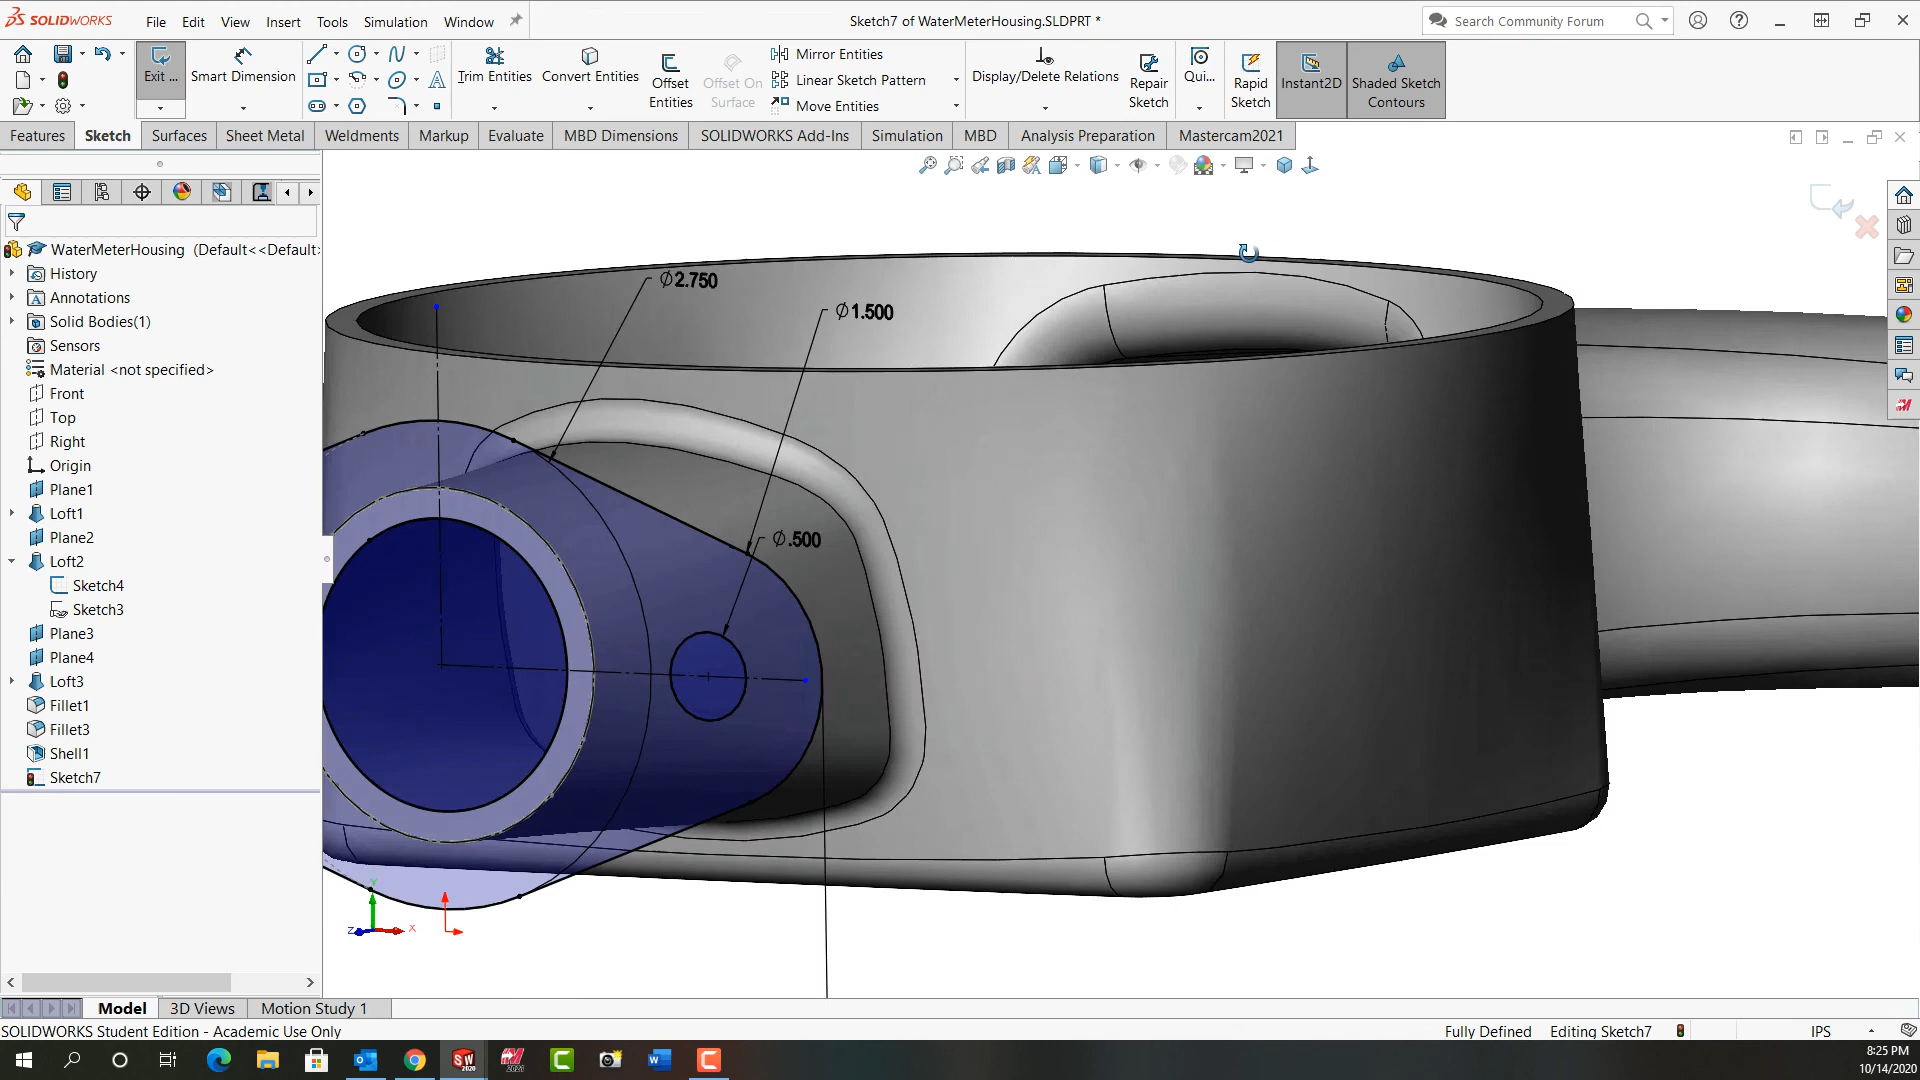 SOLIDWORKS
File Edit View Insert Tools Simulation Window
Sketch7 of WaterMeterHousing.SLDPRT *
Search Community Forum
Exit ...
Smart Dimension
Trim Entities
Convert Entities
Offset
Entities
Offset On
Surface
Mirror Entities
Linear Sketch Pattern
Move Entities
Display/Delete Relations
Repair
Sketch
Qui...
Rapid
Sketch
Instant2D
Shaded Sketch
Contours
Features Sketch Surfaces Sheet Metal Weldments Markup Evaluate MBD Dimensions SOLIDWORKS Add-Ins Simulation MBD Analysis Preparation Mastercam2021
WaterMeterHousing (Default<<Default>
History
Annotations
Solid Bodies(1)
Sensors
Material <not specified>
Front
Top
Right
Origin
Plane1
Loft1
Plane2
Loft2
Sketch4
Sketch3
Plane3
Plane4
Loft3
Fillet1
Fillet3
Shell1
Sketch7
∅2.750
∅1.500
∅.500
Y
Z
X
Model 3D Views Motion Study 1
SOLIDWORKS Student Edition - Academic Use Only
Fully Defined Editing Sketch7 IPS
8:25 PM
10/14/2020